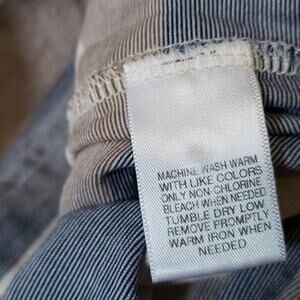 MACHINE WASH WARM
WITH LIKE COLORS
ONLY NON-CHLORINE
BLEACH WHEN NEEDED
TUMBLE DRY LOW
REMOVE PROMPTLY
WARM IRON WHEN
NEEDED